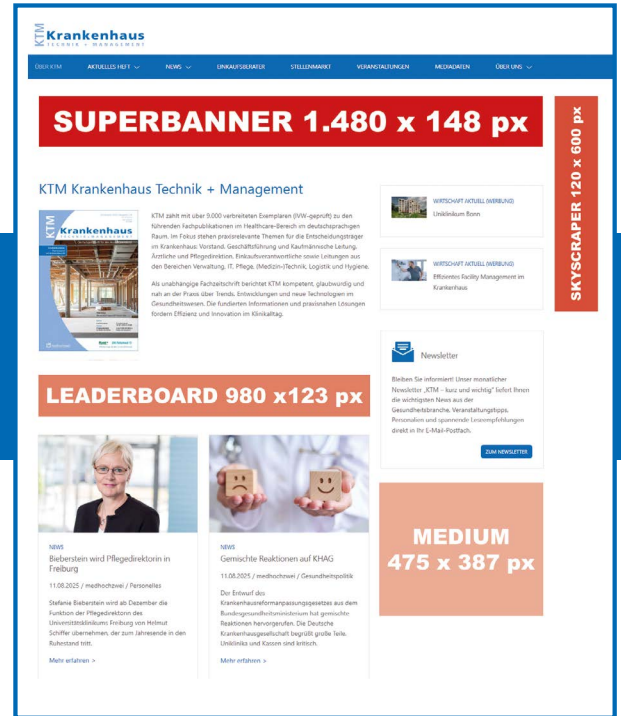 KTM Krankenhaus
TECHNIK + MANAGEMENT
ÜBER KTM AKTUELLES HEFT NEWS EINKAUFSBERATER STELLENMARKT VERANSTALTUNGEN MEDIADATEN ÜBER UNS
SUPERBANNER 1.480 x 148 px
SKYSCRAPER 120 x 600 px
KTM Krankenhaus Technik + Management
KTM Krankenhaus
KTM zählt mit über 9.000 verbreiteten Exemplaren (IVW-geprüft) zu den
führenden Fachpublikationen im Healthcare-Bereich im deutschsprachigen
Raum. Im Fokus stehen praxisrelevante Themen für die Entscheidungsträger
im Krankenhaus: Vorstand, Geschäftsführung und Kaufmännische Leitung,
Ärztliche und Pflegedirektion, Einkaufsverantwortliche sowie Leitungen aus
den Bereichen Verwaltung, IT, Pflege, (Medizin-)Technik, Logistik und Hygiene.
Als unabhängige Fachzeitschrift berichtet KTM kompetent, glaubwürdig und
nah an der Praxis über Trends, Entwicklungen und neue Technologien im
Gesundheitswesen. Die fundierten Informationen und praxisnahen Lösungen
fördern Effizienz und Innovation im Klinikalltag.
WIRTSCHAFT AKTUELL (WERBUNG)
Uniklinikum Bonn
WIRTSCHAFT AKTUELL (WERBUNG)
Effizientes Facility Management im
Krankenhaus
Newsletter
Bleiben Sie informiert! Unser monatlicher
Newsletter „KTM – kurz und wichtig" liefert Ihnen
die wichtigsten News aus der
Gesundheitsbranche, Veranstaltungstipps,
Personalien und spannende Leseempfehlungen
direkt in Ihr E-Mail-Postfach.
ZUM NEWSLETTER
LEADERBOARD 980 x123 px
NEWS
Bieberstein wird Pflegedirektorin in
Freiburg
11.08.2025 / medhochzwei / Personelles
Stefanie Bieberstein wird ab Dezember die
Funktion der Pflegedirektorin des
Universitätsklinikums Freiburg von Helmut
Schiffer übernehmen, der zum Jahresende in den
Ruhestand tritt.
Mehr erfahren >
NEWS
Gemischte Reaktionen auf KHAG
11.08.2025 / medhochzwei / Gesundheitspolitik
Der Entwurf des
Krankenhausreformanpassungsgesetzes aus dem
Bundesgesundheitsministerium hat gemischte
Reaktionen hervorgerufen. Die Deutsche
Krankenhausgesellschaft begrüßt große Teile,
Uniklinika und Kassen sind kritisch.
Mehr erfahren >
MEDIUM
475 x 387 px